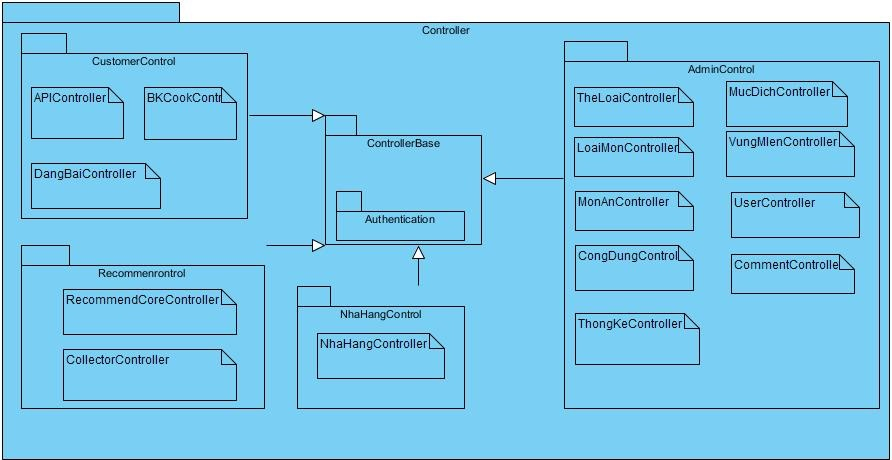 Controller
CustomerControl
APIController
BKCookContr
DangBaiController
ControllerBase
Authentication
Recommenrontrol
RecommendCoreController
CollectorController
NhaHangControl
NhaHangController
AdminControl
TheLoaiController
MucDichController
LoaiMonController
VungMIenController
MonAnController
UserController
CongDungControl
CommentControlle
ThongKeController